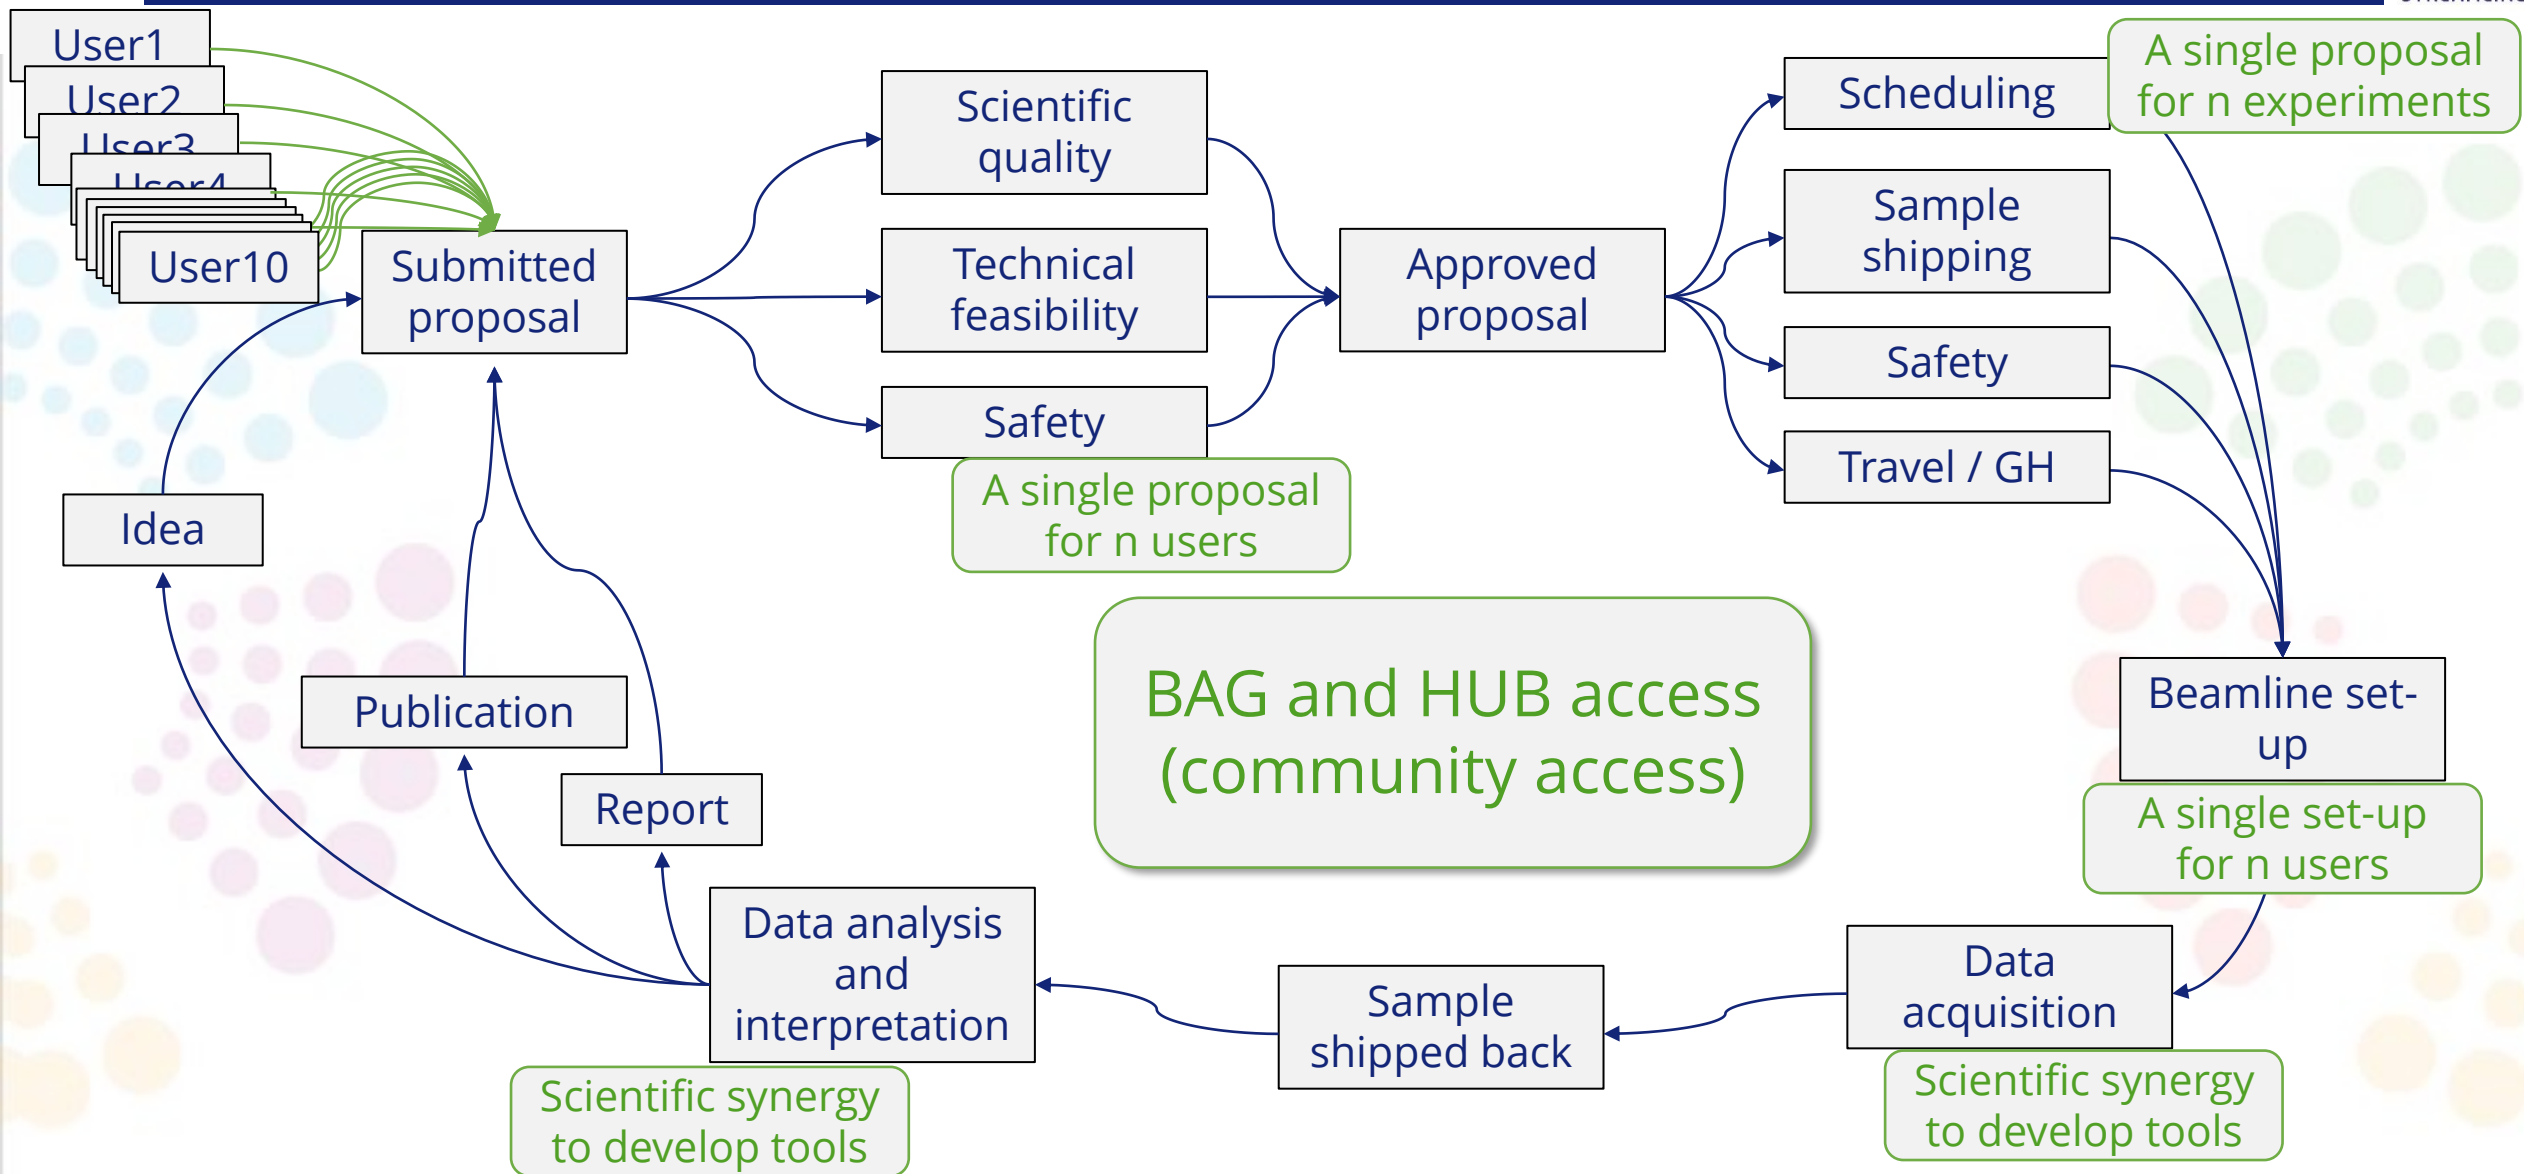 User1
User2
User3
User4
User10
Submitted
proposal
Scientific
quality
Technical
feasibility
Safety
A single proposal
for n users
Approved
proposal
Scheduling
A single proposal
for n experiments
Sample
shipping
Safety
Travel / GH
Idea
Publication
Report
BAG and HUB access
(community access)
Beamline set-
up
A single set-up
for n users
Data analysis
and
interpretation
Scientific synergy
to develop tools
Sample
shipped back
Data
acquisition
Scientific synergy
to develop tools